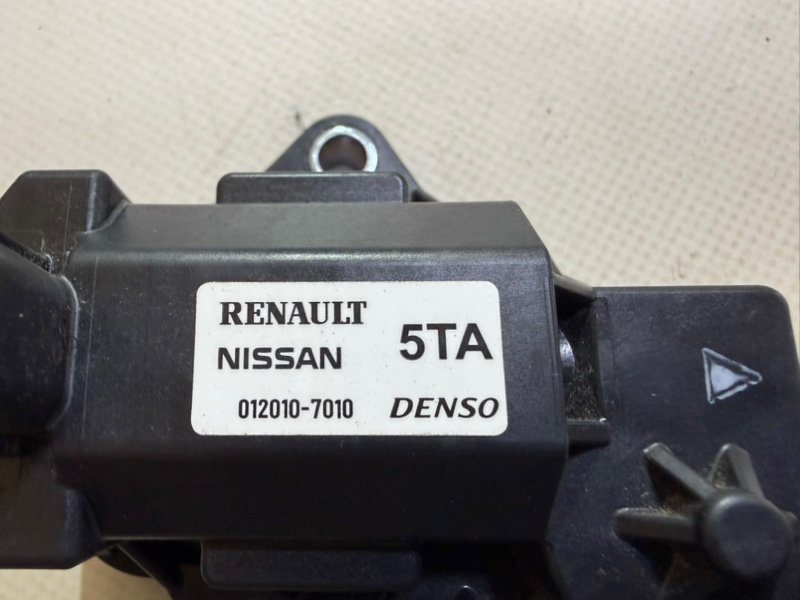 RENAULT
NISSAN 5TA
012010-7010 DENSO